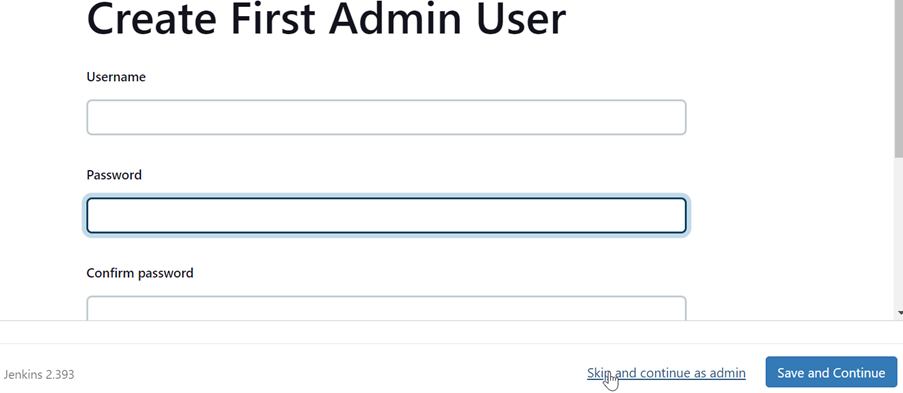 Create First Admin User
Username
Password
Confirm password
Jenkins 2.393
Skip and continue as admin
Save and Continue